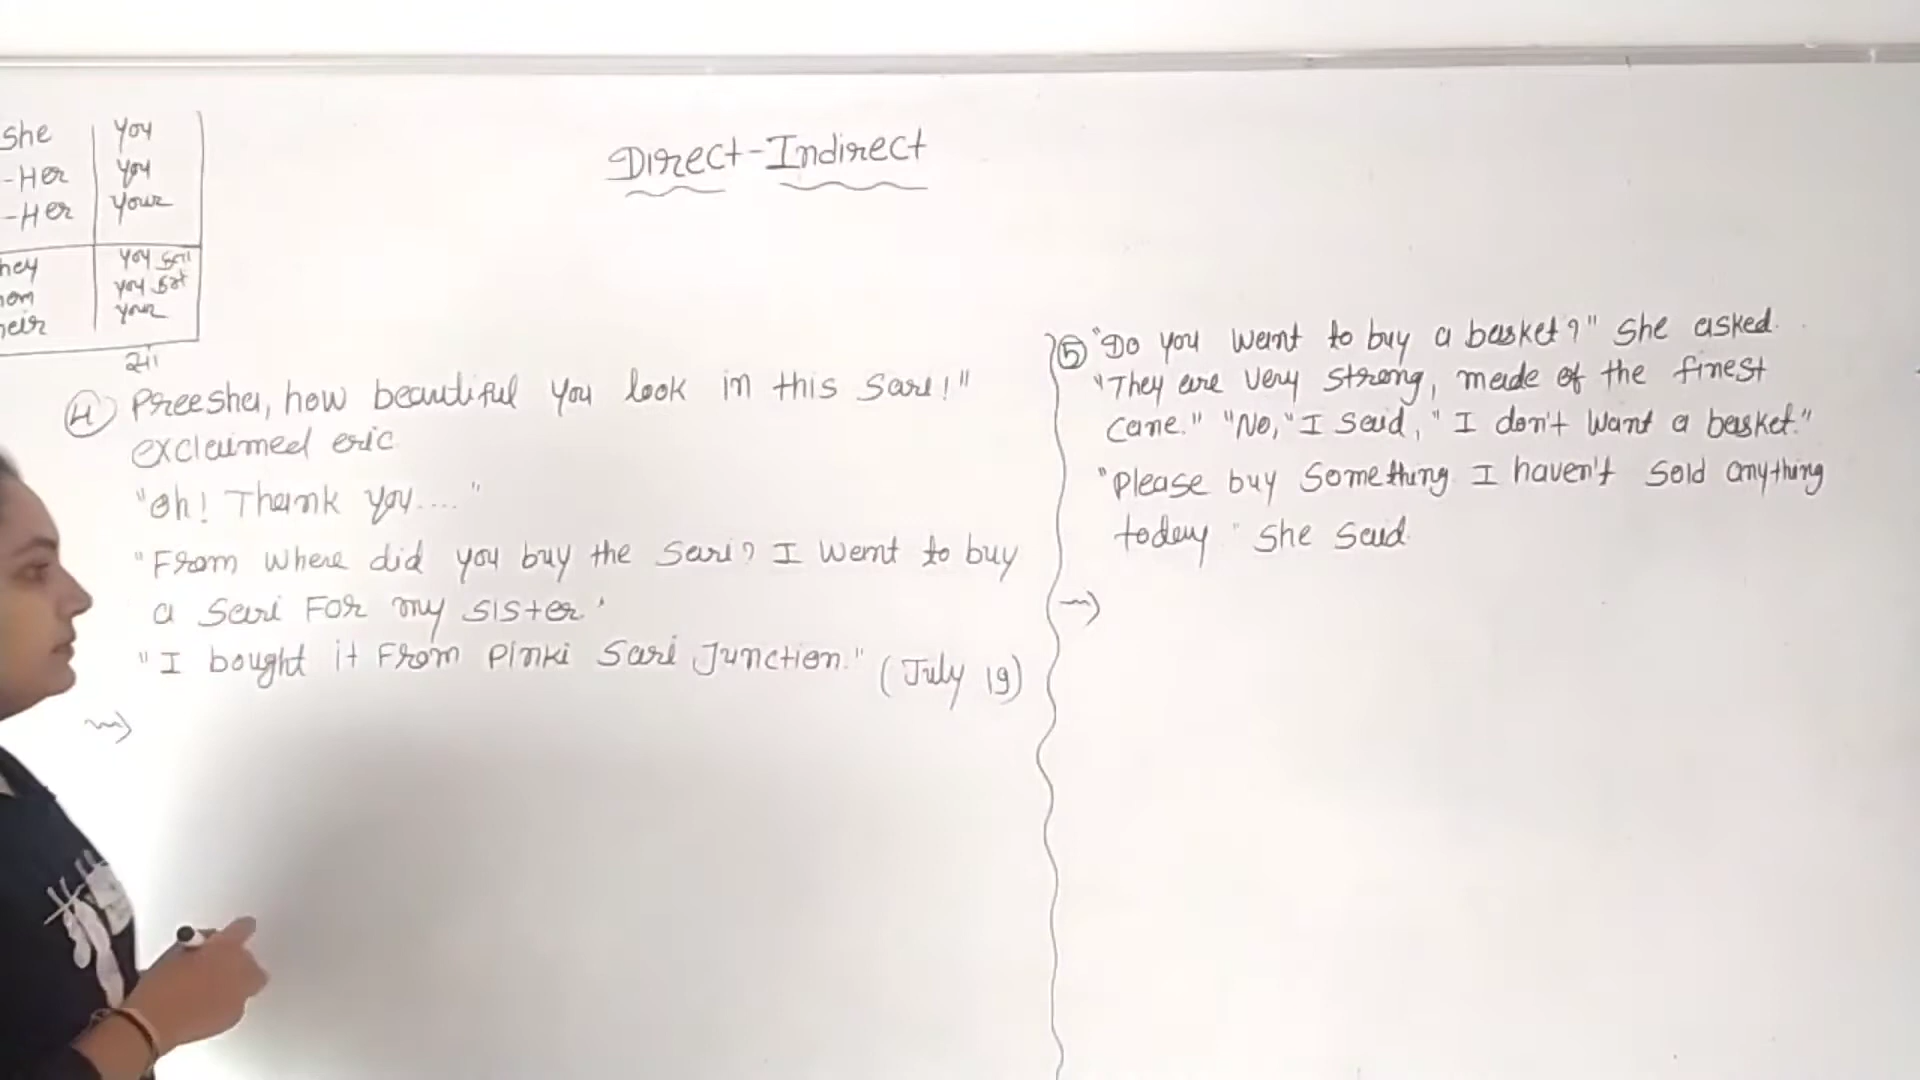 She | you
-Her | you
-Her | your
hey | you
you
eir | your
Direct-Indirect
④ Preesha, how beautiful you look in this sari!"
exclaimed eric
"Oh! Thank you...."
"From where did you buy the sari? I want to buy
a sari For my sister."
"I bought it From Pinki Sari Junction." (July 19)
⑤ "Do you want to buy a basket?" She asked.
"They are very strong, made of the finest
cane." "No," I said, "I don't want a basket."
"Please buy something I haven't sold anything
today" she said.